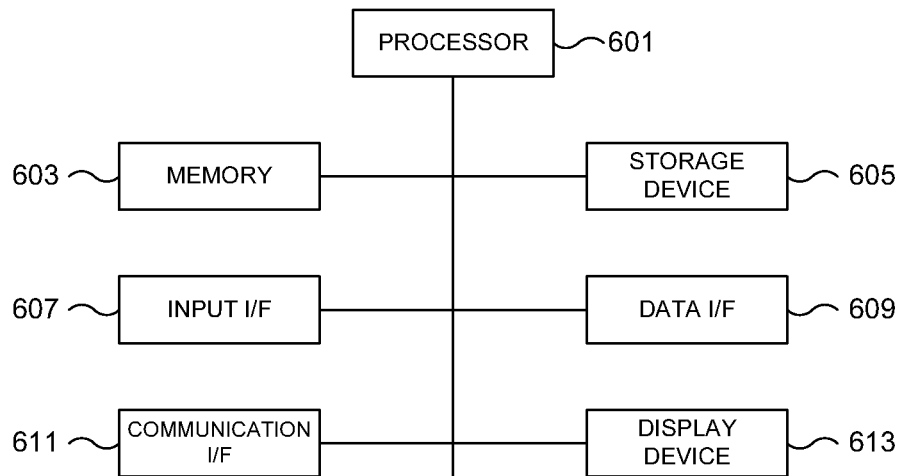 PROCESSOR
601
603
MEMORY
STORAGE
DEVICE
605
607
INPUT I/F
DATA I/F
609
611
COMMUNICATION
I/F
DISPLAY
DEVICE
613